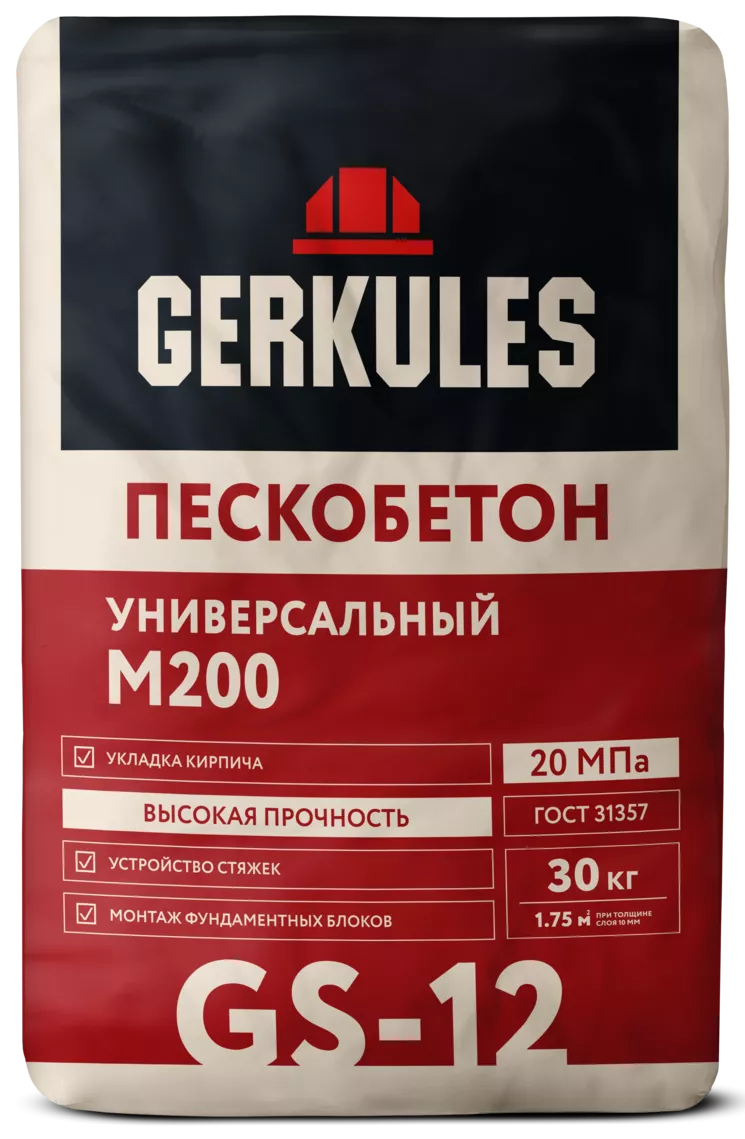 GERKULES
ПЕСКОБЕТОН
УНИВЕРСАЛЬНЫЙ
М200
УКЛАДКА КИРПИЧА
ВЫСОКАЯ ПРОЧНОСТЬ
УСТРОЙСТВО СТЯЖЕК
МОНТАЖ ФУНДАМЕНТНЫХ БЛОКОВ
20 МПа
ГОСТ 31357
30 кг
1.75 м² ПРИ ТОЛЩИНЕ
СЛОЯ 10 ММ
GS-12